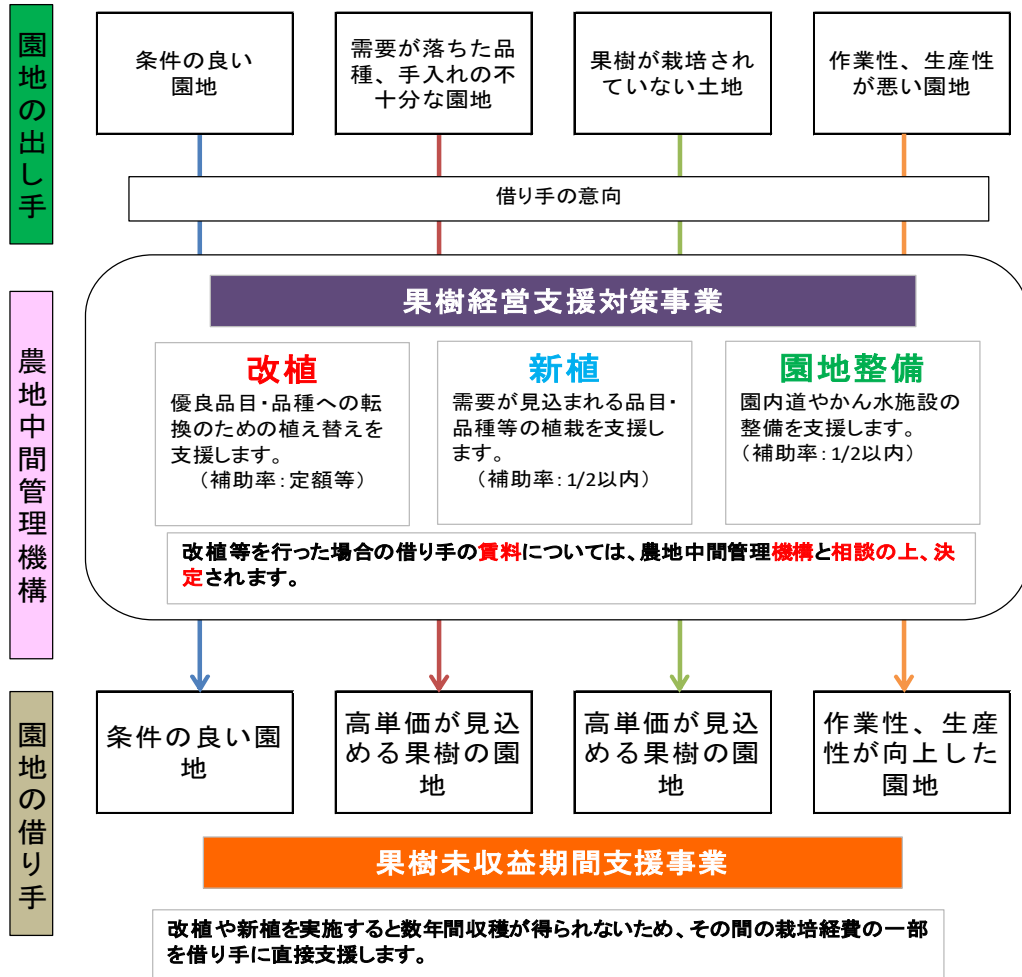 園地の出し手
条件の良い
園地
需要が落ちた品
種、手入れの不
十分な園地
果樹が栽培され
ていない土地
作業性、生産性
が悪い園地
借り手の意向
農地中間管理機構
果樹経営支援対策事業
改植
優良品目・品種への転
換のための植え替えを
支援します。
（補助率：定額等）
新植
需要が見込まれる品目・
品種等の植栽を支援し
ます。
（補助率：1/2以内）
園地整備
園内道やかん水施設の
整備を支援します。
（補助率：1/2以内）
改植等を行った場合の借り手の賃料については、農地中間管理機構と相談の上、決
定されます。
園地の借り手
条件の良い園
地
高単価が見込
める果樹の園
地
高単価が見込
める果樹の園
地
作業性、生産
性が向上した
園地
果樹未収益期間支援事業
改植や新植を実施すると数年間収穫が得られないため、その間の栽培経費の一部
を借り手に直接支援します。